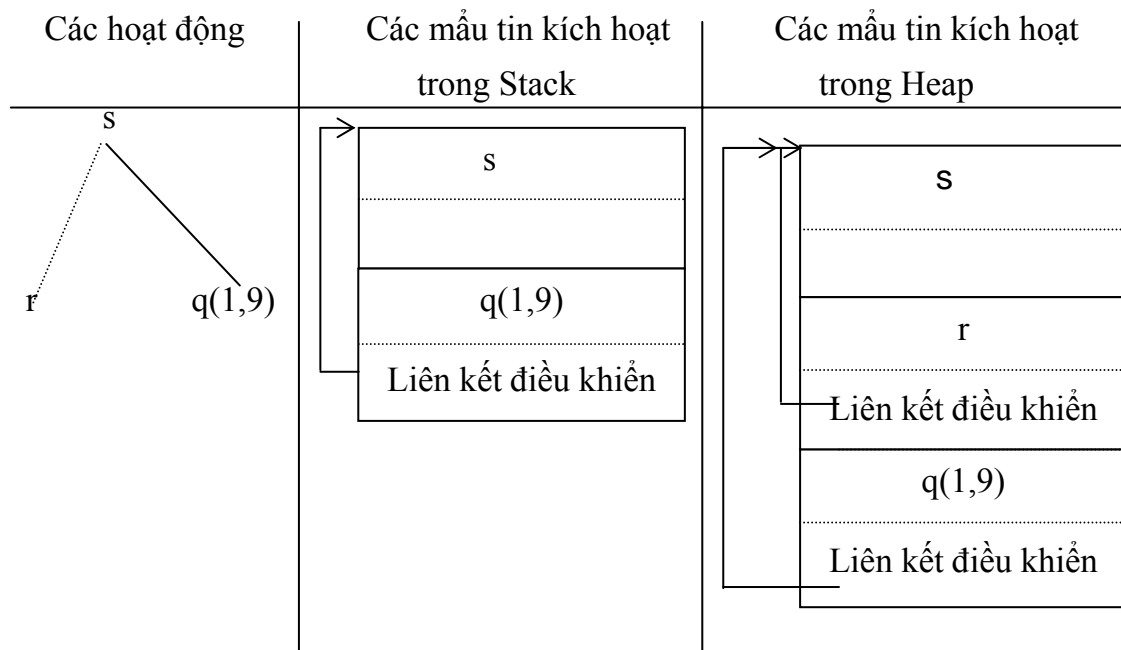 Các hoạt động
Các mẩu tin kích hoạt
trong Stack
Các mẩu tin kích hoạt
trong Heap
s
r
q(1,9)
s
q(1,9)
Liên kết điều khiển
s
r
Liên kết điều khiển
q(1,9)
Liên kết điều khiển